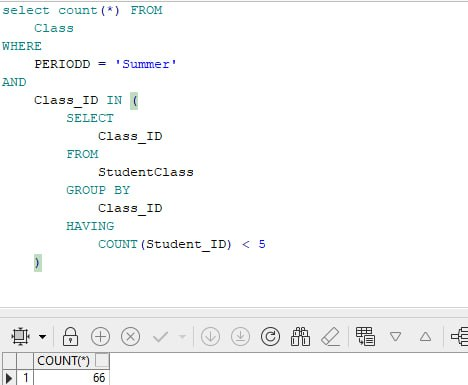 select count(*) FROM
Class
WHERE
PERIODD = 'Summer'
AND
Class_ID IN (
SELECT
Class_ID
FROM
StudentClass
GROUP BY
Class_ID
HAVING
COUNT(Student_ID) < 5
)
COUNT(*)
1 66